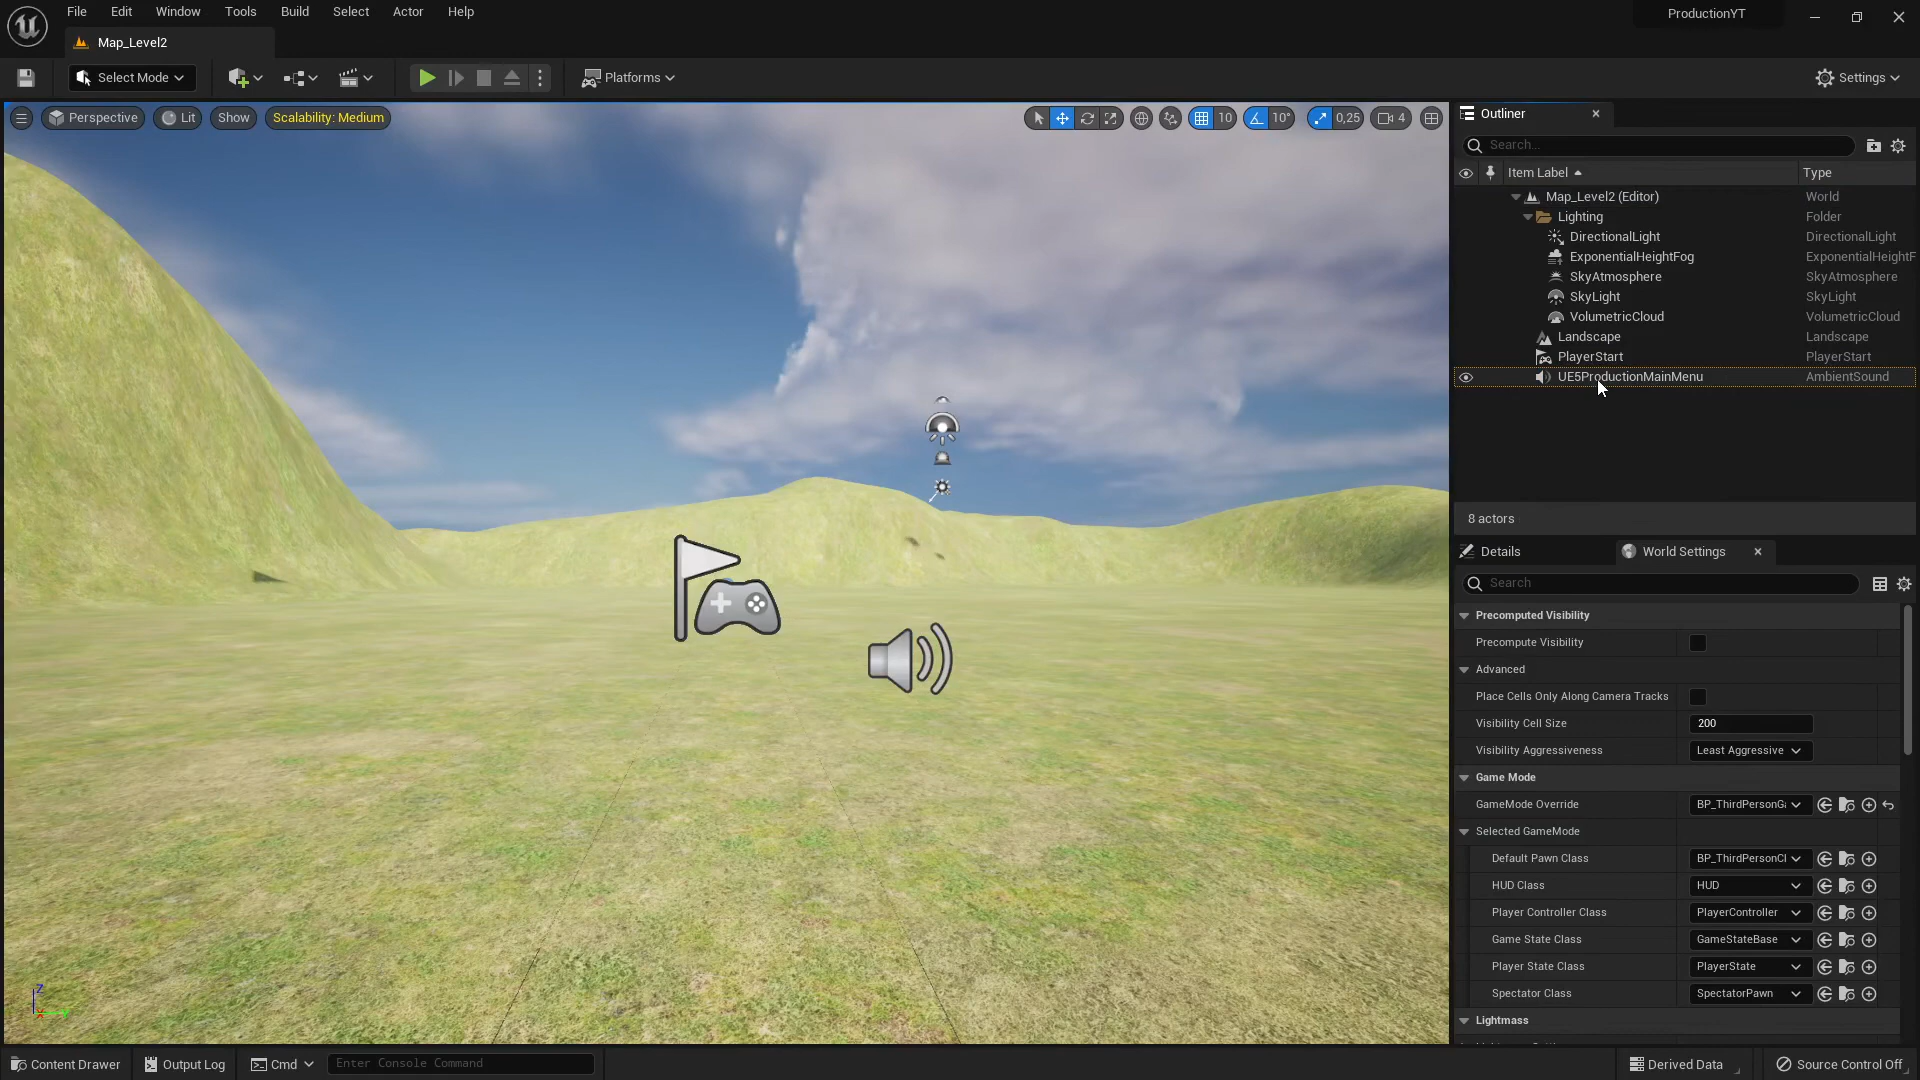 File Edit Window Tools Build Select Actor Help
ProductionYT
Map_Level2
Select Mode
Platforms
Settings
Perspective Lit Show Scalability: Medium
10 10° 0,25 4
Outliner
Search...
Item Label Type
Map_Level2 (Editor) World
Lighting Folder
DirectionalLight DirectionalLight
ExponentialHeightFog ExponentialHeightF
SkyAtmosphere SkyAtmosphere
SkyLight SkyLight
VolumetricCloud VolumetricCloud
Landscape Landscape
PlayerStart PlayerStart
UE5ProductionMainMenu AmbientSound
8 actors
Details World Settings
Search
Precomputed Visibility
Precompute Visibility
Advanced
Place Cells Only Along Camera Tracks
Visibility Cell Size 200
Visibility Aggressiveness Least Aggressive
Game Mode
GameMode Override BP_ThirdPersonGa
Selected GameMode
Default Pawn Class BP_ThirdPersonCl
HUD Class HUD
Player Controller Class PlayerController
Game State Class GameStateBase
Player State Class PlayerState
Spectator Class SpectatorPawn
Lightmass
Z
Content Drawer Output Log Cmd Enter Console Command
Derived Data Source Control Off